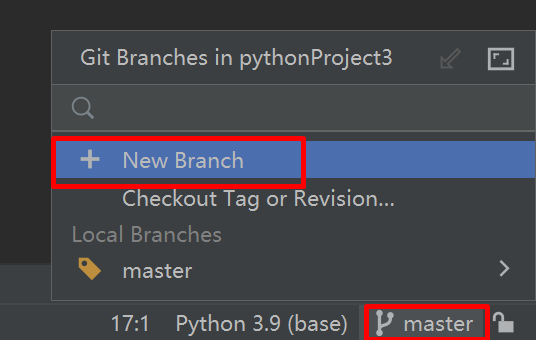 Git Branches in pythonProject3
New Branch
Checkout Tag or Revision...
Local Branches
master
17:1 Python 3.9 (base) master